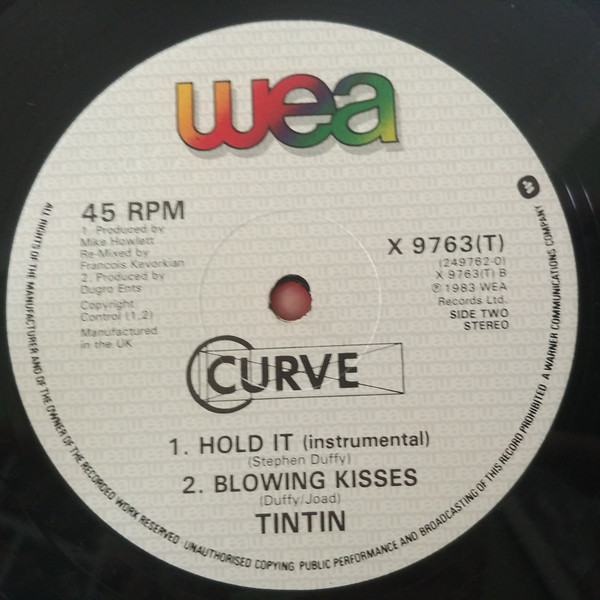 wea
45 RPM
1. Produced by
Mike Howlett
Re-Mixed by
Francois Kevorkian
2. Produced by
Dugro Ents
Copyright
Control (1,2)
Manufactured
in the UK
X 9763(T)
(249762-0)
X 9763(T) B
℗ 1983 WEA
Records Ltd.
SIDE TWO
STEREO
CURVE
1. HOLD IT (instrumental)
(Stephen Duffy)
2. BLOWING KISSES
(Duffy/Joad)
TINTIN
ALL RIGHTS OF THE MANUFACTURER AND OF THE OWNER OF THE RECORDED WORK RESERVED UNAUTHORISED COPYING PUBLIC PERFORMANCE AND BROADCASTING OF THIS RECORD PROHIBITED A WARNER COMMUNICATIONS COMPANY